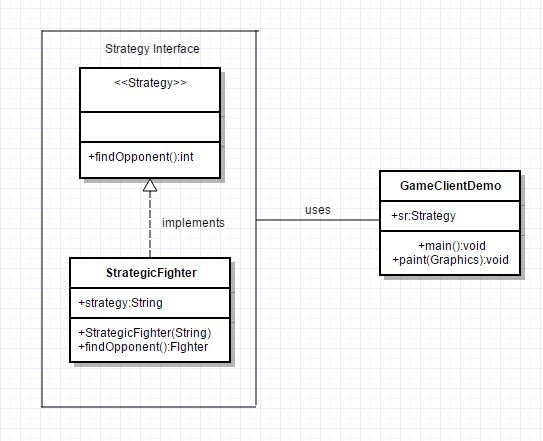 Strategy Interface
<<Strategy>>
+findOpponent():int
implements
StrategicFighter
+strategy:String
+StrategicFighter(String)
+findOpponent():FIghter
uses
GameClientDemo
+sr:Strategy
+main():void
+paint(Graphics):void